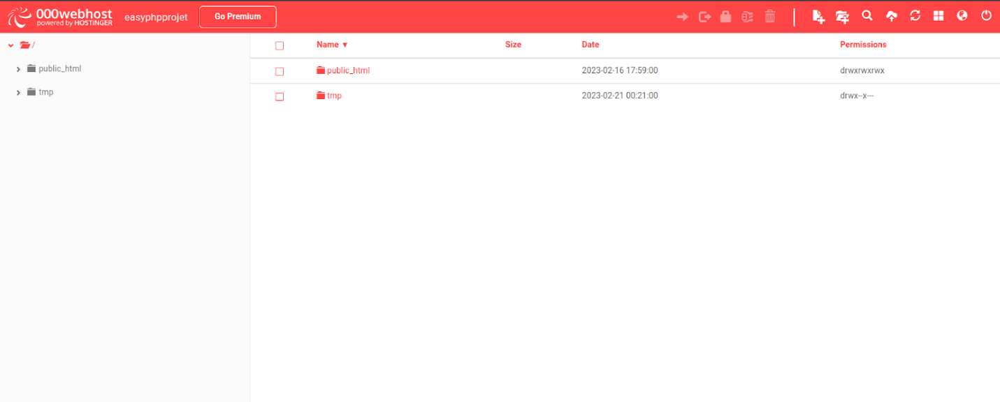 000webhost
powered by HOSTINGER
easyphpprojet
Go Premium
/
public_html
tmp
Name ▼ Size Date Permissions
public_html 2023-02-16 17:59:00 drwxrwxrwx
tmp 2023-02-21 00:21:00 drwx--x---